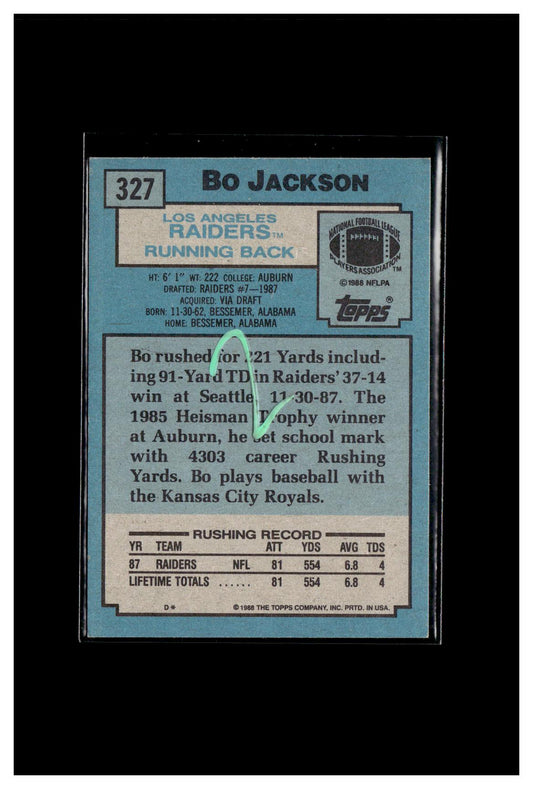 327
BO JACKSON
LOS ANGELES
RAIDERS™
RUNNING BACK
NATIONAL FOOTBALL LEAGUE
PLAYERS ASSOCIATION™
©1988 NFLPA
topps®
HT: 6' 1" WT: 222 COLLEGE: AUBURN
DRAFTED: RAIDERS #7—1987
ACQUIRED: VIA DRAFT
BORN: 11-30-62, BESSEMER, ALABAMA
HOME: BESSEMER, ALABAMA
Bo rushed for 221 Yards includ-
ing 91-Yard TD in Raiders' 37-14
win at Seattle, 11-30-87. The
1985 Heisman Trophy winner
at Auburn, he set school mark
with 4303 career Rushing
Yards. Bo plays baseball with
the Kansas City Royals.
2
RUSHING RECORD
YR TEAM ATT YDS AVG TDS
87 RAIDERS NFL 81 554 6.8 4
LIFETIME TOTALS ...... 81 554 6.8 4
D* ©1988 THE TOPPS COMPANY, INC. PRTD. IN USA.